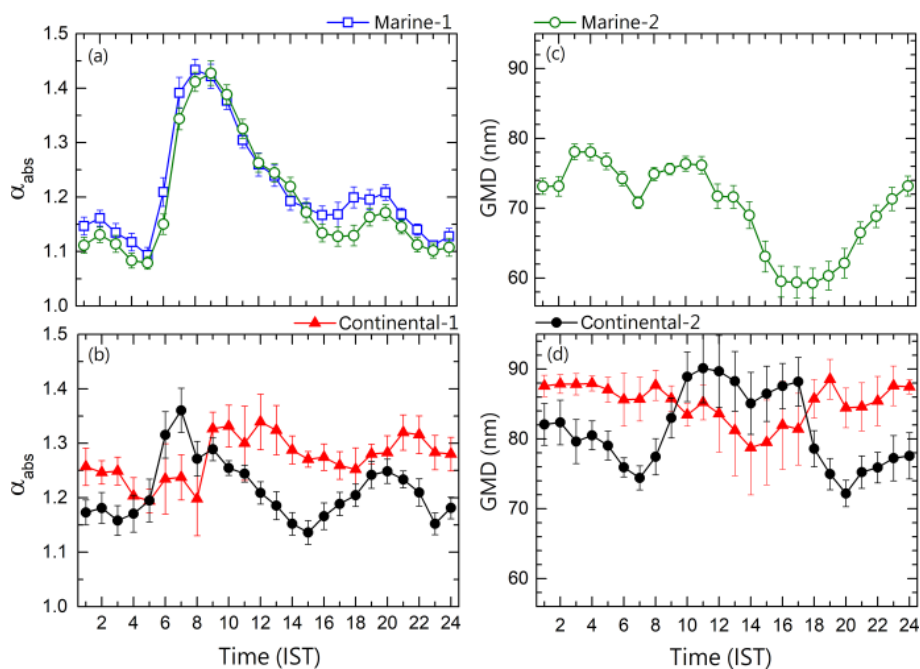 Marine-1
Marine-2
(a)
(c)
1.5
1.4
1.3
1.2
1.1
1.0
α_abs
90
80
70
60
GMD (nm)
Continental-1
Continental-2
(b)
(d)
1.5
1.4
1.3
1.2
1.1
1.0
α_abs
90
80
70
60
GMD (nm)
2 4 6 8 10 12 14 16 18 20 22 24
2 4 6 8 10 12 14 16 18 20 22 24
Time (IST)
Time (IST)